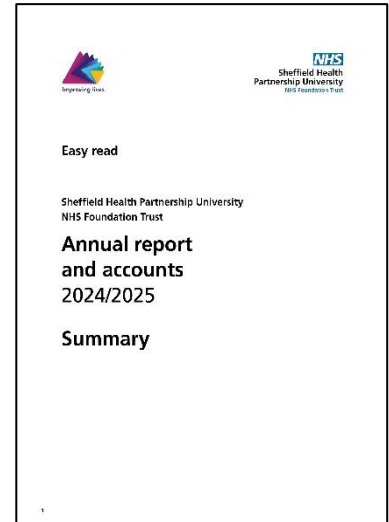 Improving lives
NHS
Sheffield Health
Partnership University
NHS Foundation Trust
Easy read
Sheffield Health Partnership University
NHS Foundation Trust
Annual report
and accounts
2024/2025
Summary
1